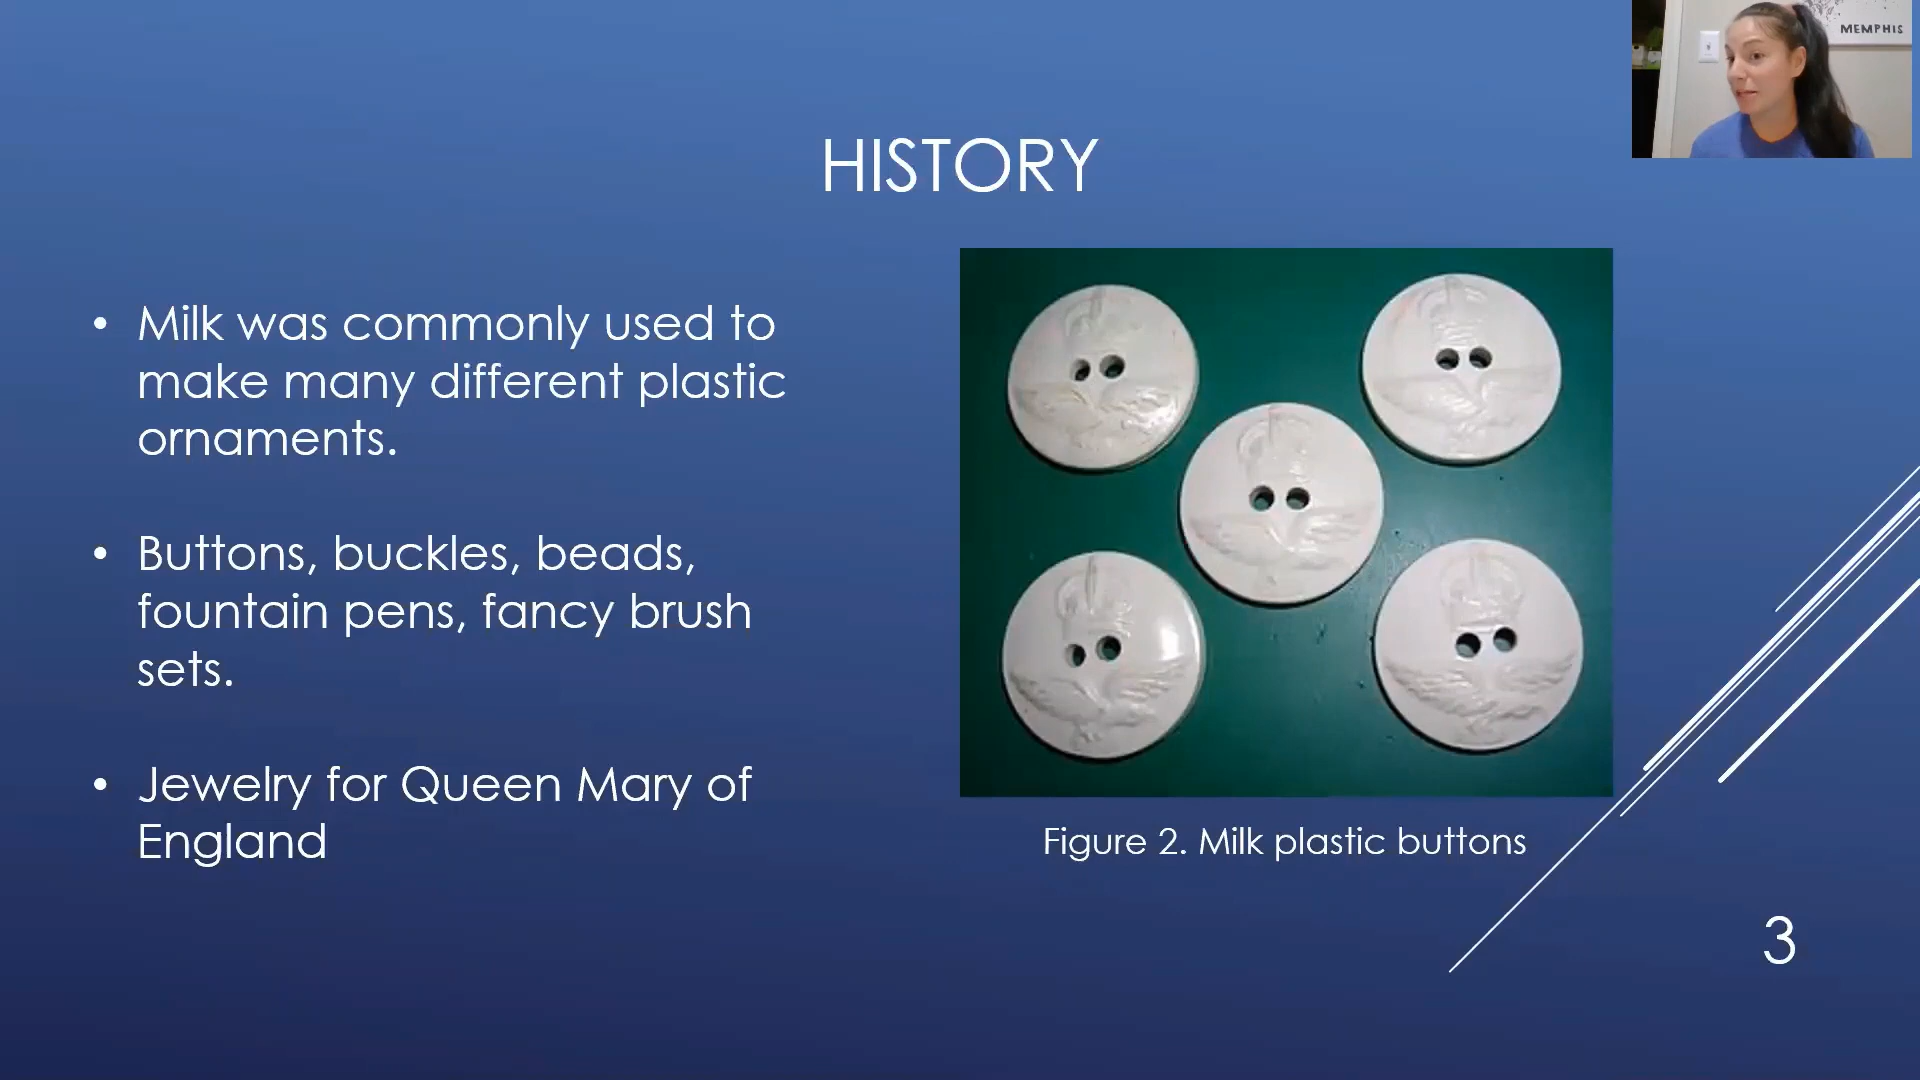 MEMPHIS
HISTORY
• Milk was commonly used to
make many different plastic
ornaments.
• Buttons, buckles, beads,
fountain pens, fancy brush
sets.
• Jewelry for Queen Mary of
England
Figure 2. Milk plastic buttons
3